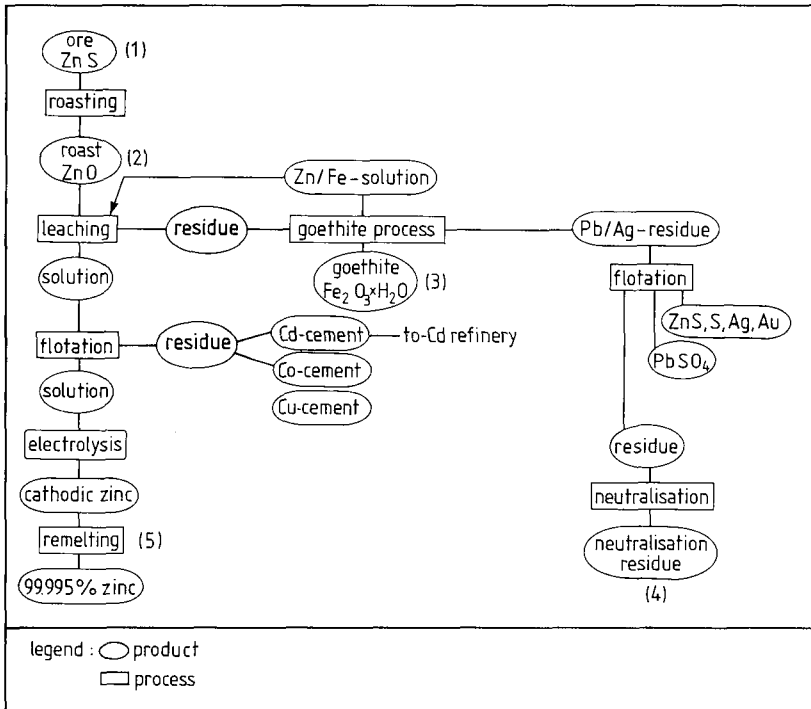 ore
Zn S
(1)
roasting
roast
ZnO
(2)
Zn/Fe-solution
leaching
residue
goethite process
Pb/Ag-residue
solution
goethite
Fe₂O₃×H₂O
(3)
flotation
ZnS, S, Ag, Au
PbSO₄
flotation
residue
Cd-cement
to-Cd refinery
Co-cement
Cu-cement
solution
electrolysis
residue
cathodic zinc
neutralisation
remelting
(5)
neutralisation
residue
(4)
99.995% zinc
legend : product
process